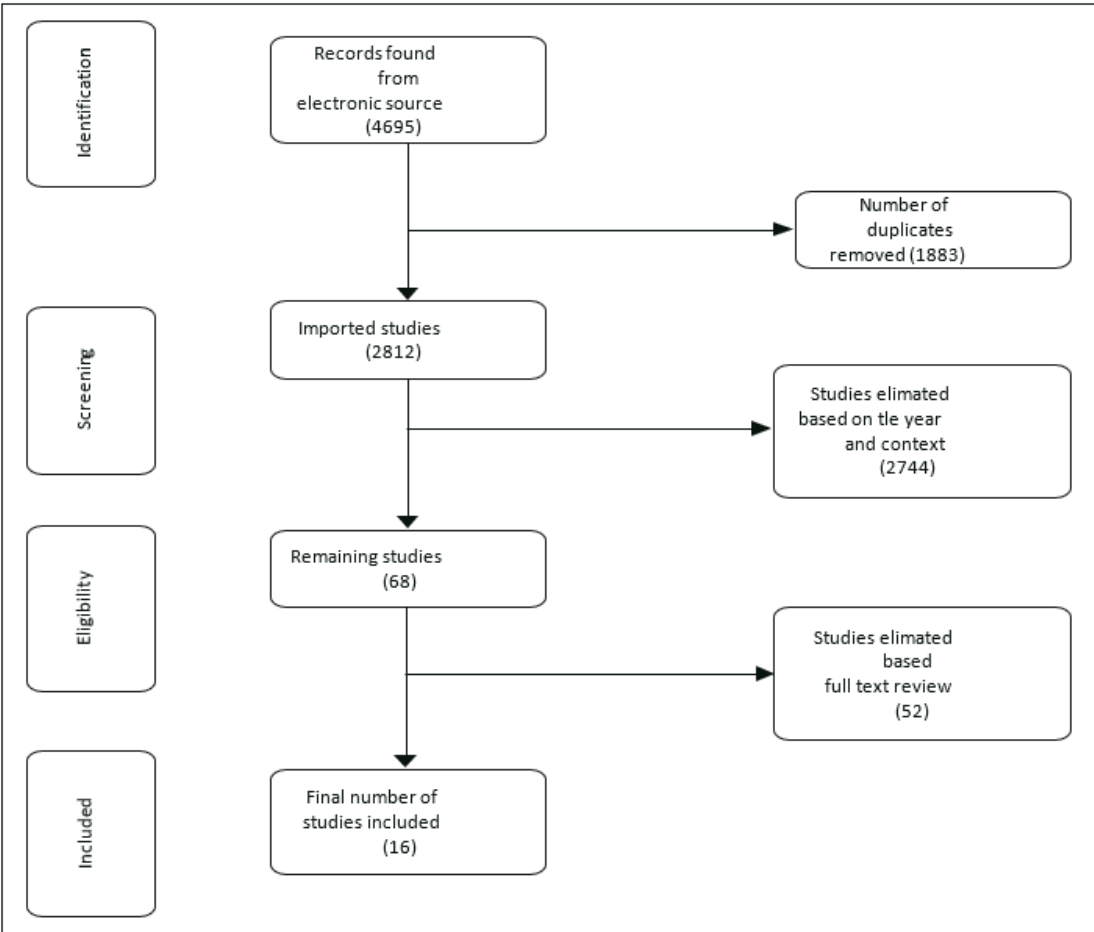 Identification
Records found
from
electronic source
(4695)
Number of
duplicates
removed (1883)
Screening
Imported studies
(2812)
Studies elimated
based on tle year
and context
(2744)
Eligibility
Remaining studies
(68)
Studies elimated
based
full text review
(52)
Included
Final number of
studies included
(16)